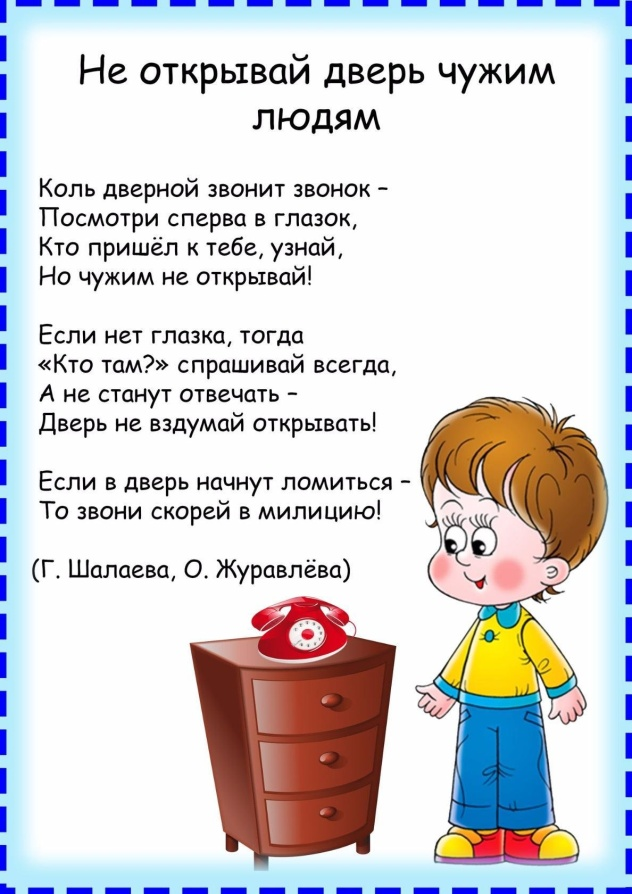 Не открывай дверь чужим
людям
Коль дверной звонит звонок –
Посмотри сперва в глазок,
Кто пришёл к тебе, узнай,
Но чужим не открывай!
Если нет глазка, тогда
«Кто там?» спрашивай всегда,
А не станут отвечать –
Дверь не вздумай открывать!
Если в дверь начнут ломиться –
То звони скорей в милицию!
(Г. Шалаева, О. Журавлёва)